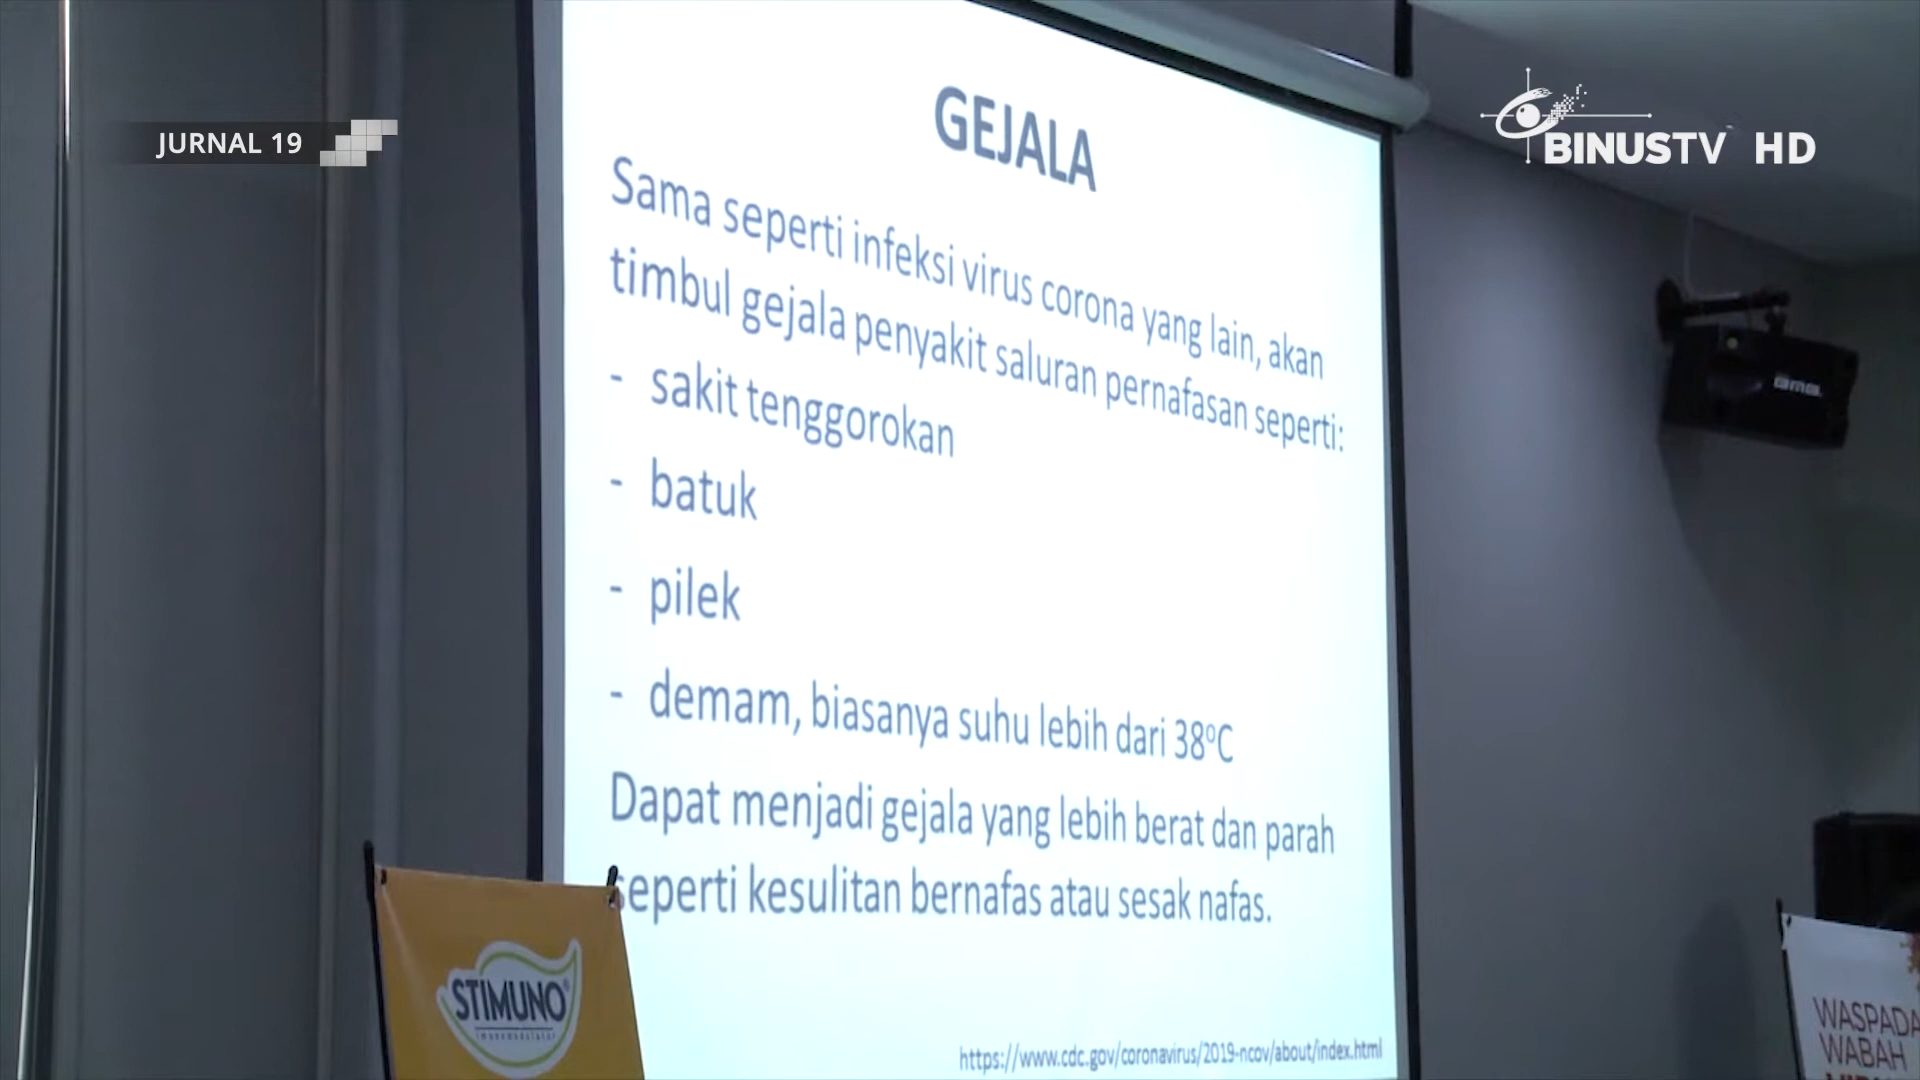 JURNAL 19
BINUSTV HD
GEJALA
Sama seperti infeksi virus corona yang lain, akan
timbul gejala penyakit saluran pernafasan seperti:
- sakit tenggorokan
- batuk
- pilek
- demam, biasanya suhu lebih dari 38°C
Dapat menjadi gejala yang lebih berat dan parah
seperti kesulitan bernafas atau sesak nafas.
https://www.cdc.gov/coronavirus/2019-ncov/about/index.html
STIMUNO®
WASPADA
WABAH